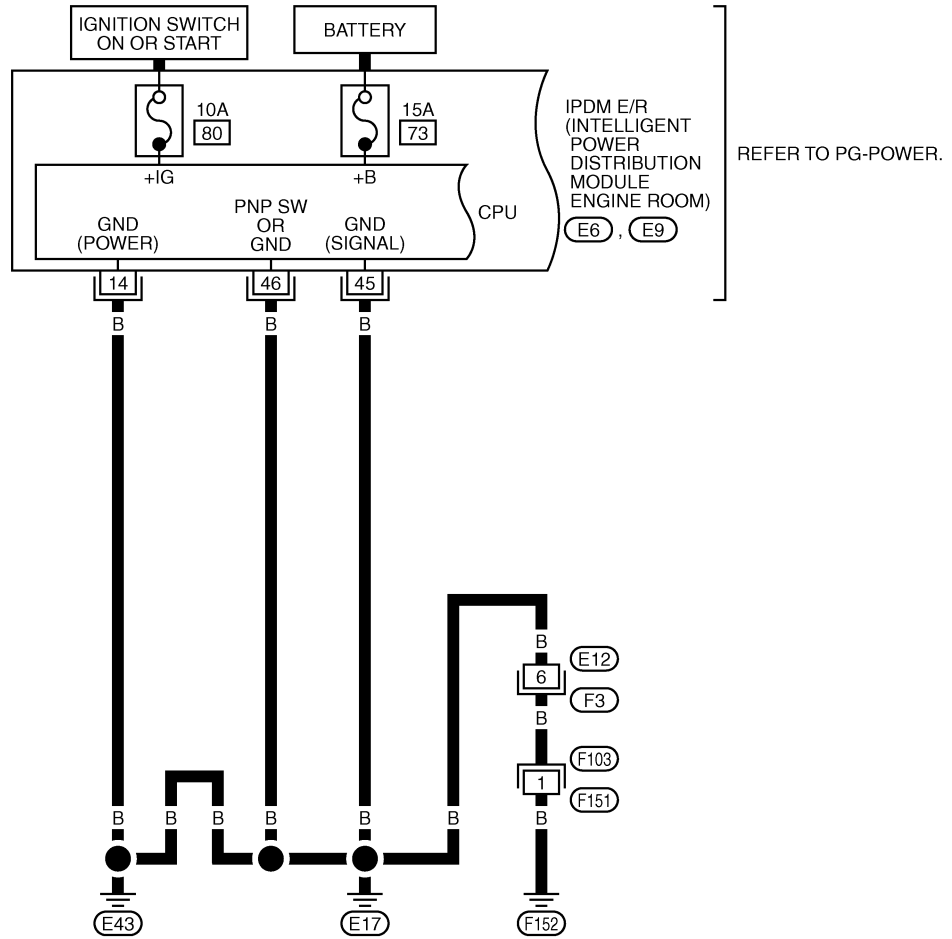 IGNITION SWITCH
ON OR START
BATTERY
10A
80
15A
73
IPDM E/R
(INTELLIGENT
POWER
DISTRIBUTION
MODULE
ENGINE ROOM)
E6 , E9
REFER TO PG-POWER.
+IG
+B
CPU
GND
(POWER)
PNP SW
OR
GND
GND
(SIGNAL)
14
46
45
B
B
B
B
E12
6
F3
B
F103
1
F151
B
B
B
B
B
B
B
E43
E17
F152